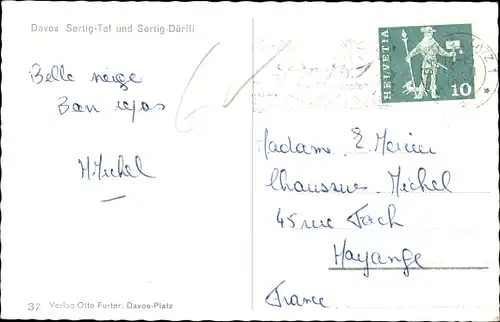 Davos Sertig-Tal und Sertig-Dörfli
Belle neige
Bon repos
M Michel
HELVETIA
10
Madame E. Menier
Chaussures Michel
45 rue Foch
Hayange
France
37 Verlag Otto Furter, Davos-Platz